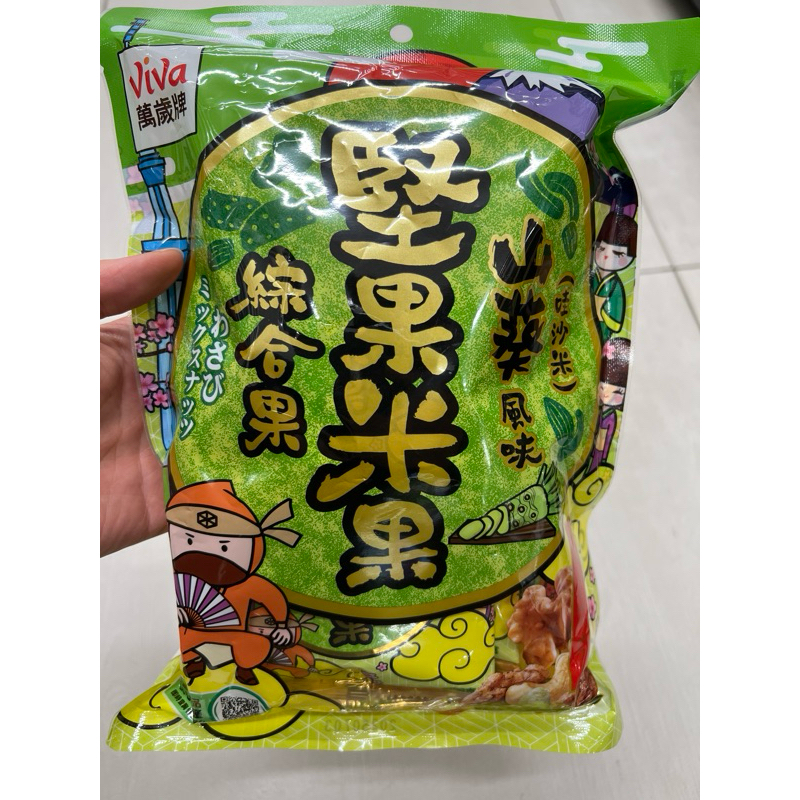 Viva
萬歲牌
堅果米果
山葵風味
(哇沙米)
綜合果
わさび
ミックスナッツ
米